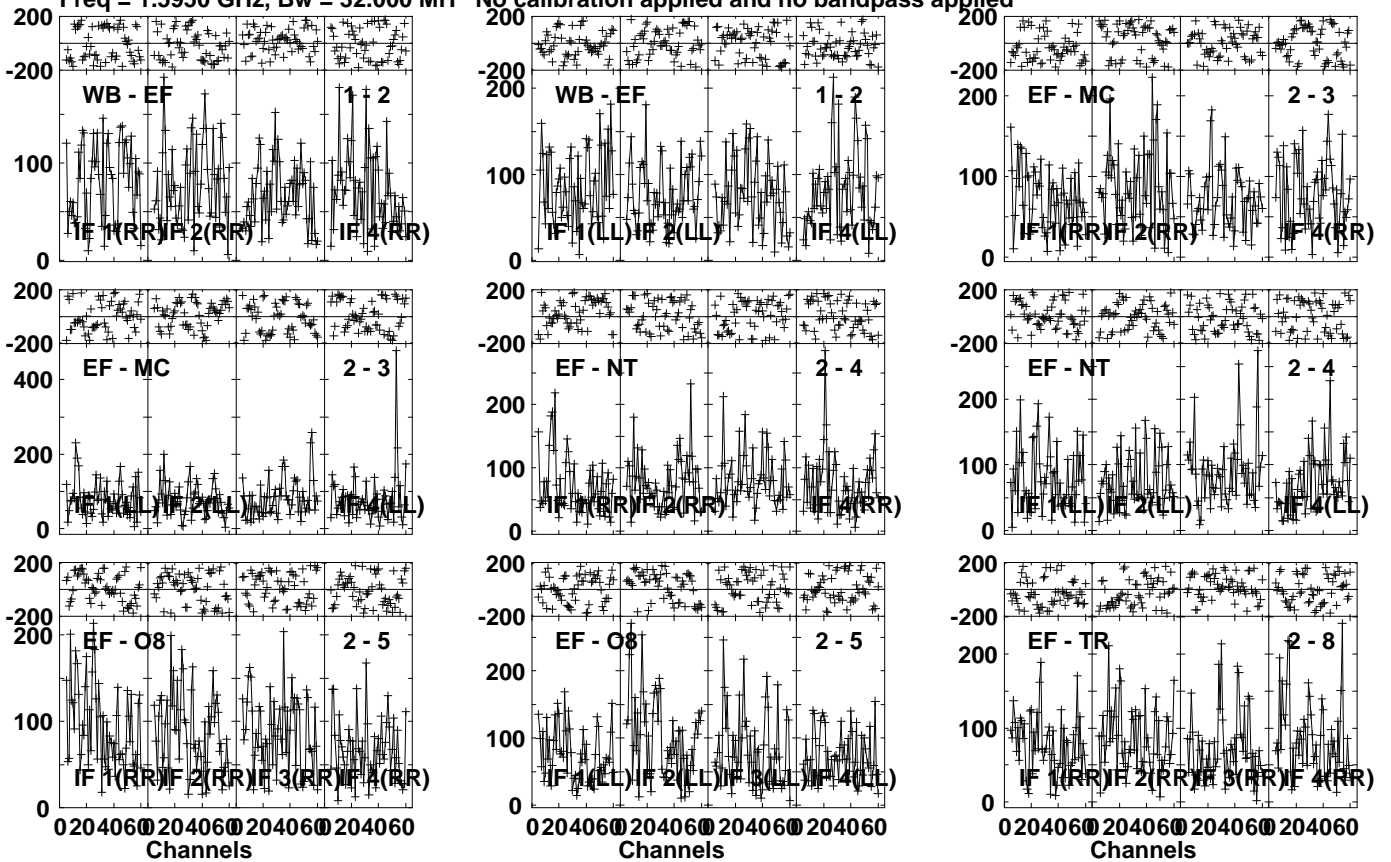 Freq = 1.5950 GHz, Bw = 32.000 MH No calibration applied and no bandpass applied
200
-200
WB - EF 1 - 2
100
IF 1(RR) IF 2(RR) IF 4(RR)
0
200
-200
WB - EF 1 - 2
100
IF 1(LL) IF 2(LL) IF 4(LL)
0
200
-200
200
EF - MC 2 - 3
100
IF 1(RR) IF 2(RR) IF 4(RR)
0
200
-200
EF - MC 2 - 3
400
200
IF 1(LL) IF 2(LL) IF 4(LL)
0
200
-200
EF - NT 2 - 4
200
100
IF 1(RR) IF 2(RR) IF 4(RR)
0
200
-200
EF - NT 2 - 4
200
100
IF 1(LL) IF 2(LL) IF 4(LL)
0
200
-200
200
EF - O8 2 - 5
100
IF 1(RR) IF 2(RR) IF 3(RR) IF 4(RR)
0
0 20 40 60 0 20 40 60 0 20 40 60 0 20 40 60
Channels
200
-200
EF - O8 2 - 5
200
100
IF 1(LL) IF 2(LL) IF 3(LL) IF 4(LL)
0
0 20 40 60 0 20 40 60 0 20 40 60 0 20 40 60
Channels
200
-200
EF - TR 2 - 8
200
100
IF 1(RR) IF 2(RR) IF 3(RR) IF 4(RR)
0
0 20 40 60 0 20 40 60 0 20 40 60 0 20 40 60
Channels